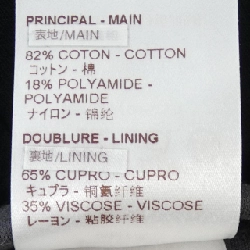 PRINCIPAL - MAIN
表地/MAIN
82% COTON - COTTON
コットン - 棉
18% POLYAMIDE -
POLYAMIDE
ナイロン - 锦纶
DOUBLURE - LINING
裏地/LINING
65% CUPRO - CUPRO
キュプラ - 铜氨纤维
35% VISCOSE - VISCOSE
レーヨン - 粘胶纤维